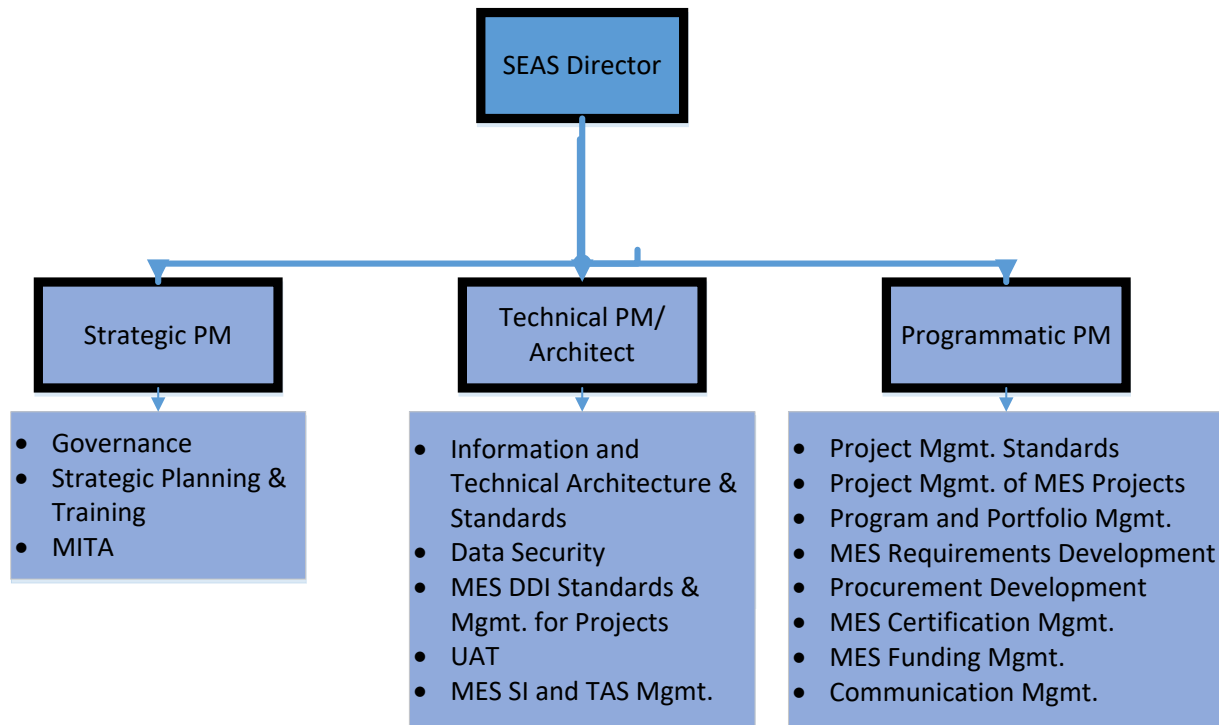 SEAS Director
Strategic PM
Technical PM/
Architect
Programmatic PM
• Governance
• Strategic Planning &
Training
• MITA
• Information and
Technical Architecture &
Standards
• Data Security
• MES DDI Standards &
Mgmt. for Projects
• UAT
• MES SI and TAS Mgmt.
• Project Mgmt. Standards
• Project Mgmt. of MES Projects
• Program and Portfolio Mgmt.
• MES Requirements Development
• Procurement Development
• MES Certification Mgmt.
• MES Funding Mgmt.
• Communication Mgmt.